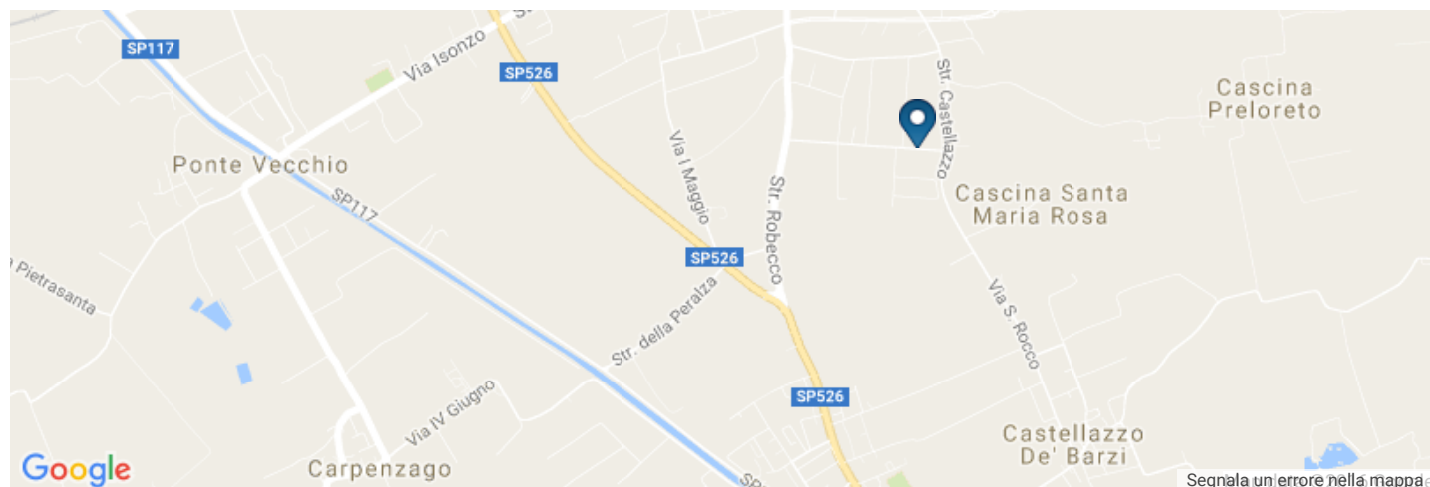 SP117
Via Isonzo
SP526
Str. Castellazzo
Cascina
Preloreto
Via I Maggio
Ponte Vecchio
SP117
Str. Robecco
Cascina Santa
Maria Rosa
SP526
Pietrasanta
Str. della Peralza
Via S. Rocco
SP526
Via IV Giugno
Castellazzo
De' Barzi
Carpenzago
Google
Segnala un errore nella mappa